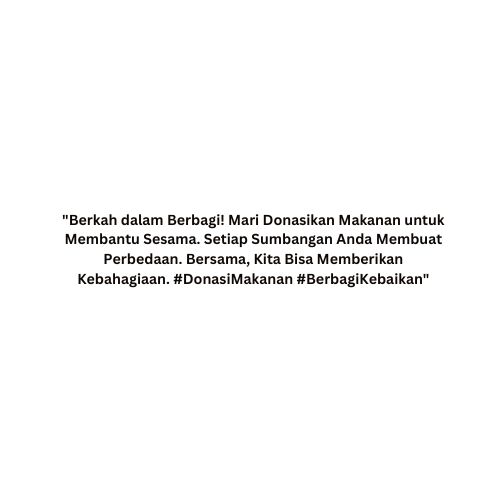 "Berkah dalam Berbagi! Mari Donasikan Makanan untuk
Membantu Sesama. Setiap Sumbangan Anda Membuat
Perbedaan. Bersama, Kita Bisa Memberikan
Kebahagiaan. #DonasiMakanan #BerbagiKebaikan"